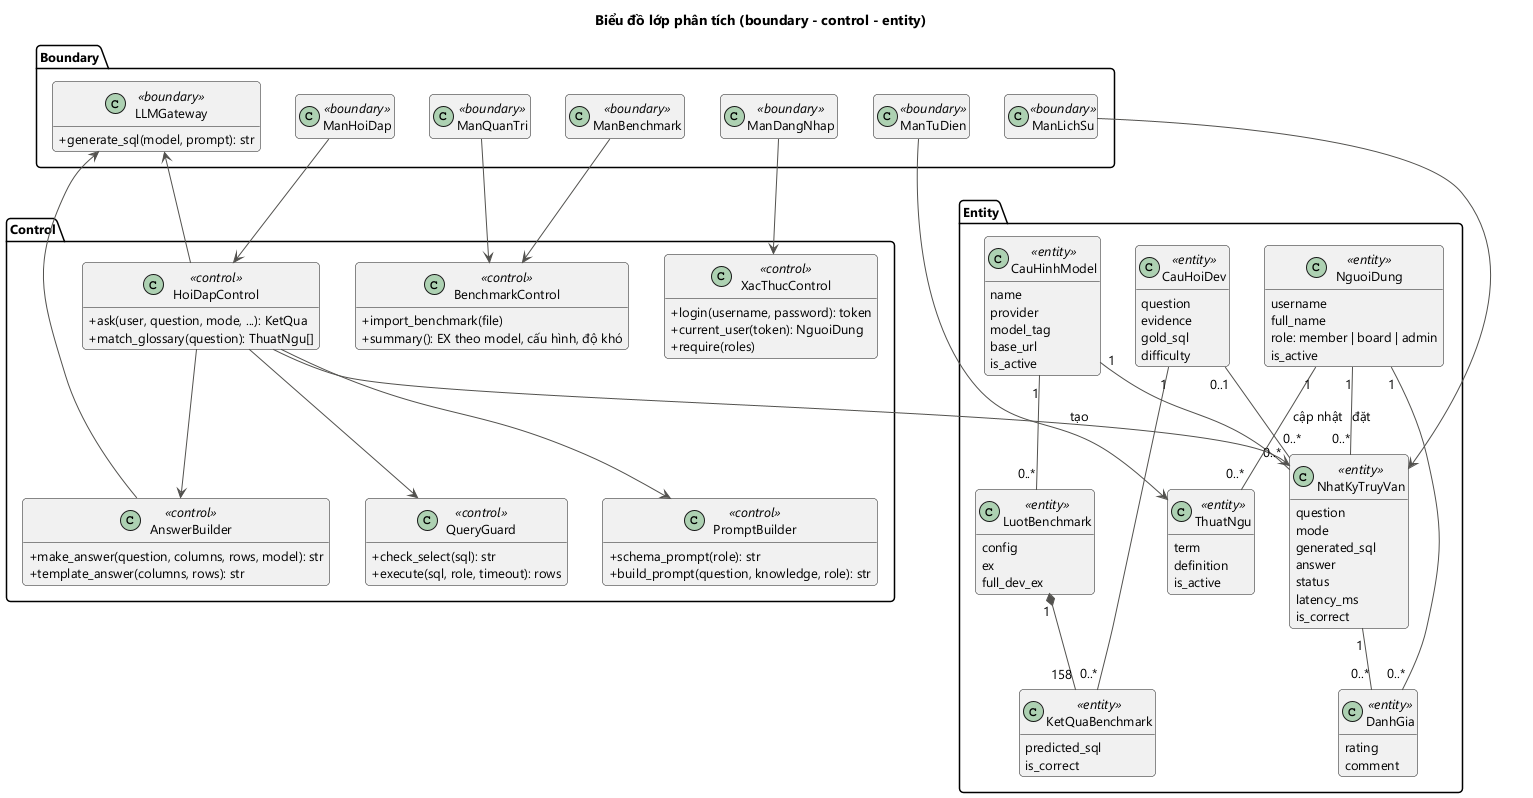 Biểu đồ lớp phân tích (boundary - control - entity)
Boundary
«boundary»
LLMGateway
+generate_sql(model, prompt): str
«boundary»
ManHoiDap
«boundary»
ManQuanTri
«boundary»
ManBenchmark
«boundary»
ManDangNhap
«boundary»
ManTuDien
«boundary»
ManLichSu
Control
«control»
HoiDapControl
+ask(user, question, mode, ...): KetQua
+match_glossary(question): ThuatNgu[]
«control»
BenchmarkControl
+import_benchmark(file)
+summary(): EX theo model, cấu hình, độ khó
«control»
XacThucControl
+login(username, password): token
+current_user(token): NguoiDung
+require(roles)
«control»
AnswerBuilder
+make_answer(question, columns, rows, model): str
+template_answer(columns, rows): str
«control»
QueryGuard
+check_select(sql): str
+execute(sql, role, timeout): rows
«control»
PromptBuilder
+schema_prompt(role): str
+build_prompt(question, knowledge, role): str
Entity
«entity»
CauHinhModel
name
provider
model_tag
base_url
is_active
«entity»
CauHoiDev
question
evidence
gold_sql
difficulty
«entity»
NguoiDung
username
full_name
role: member | board | admin
is_active
1
1
1
0..1
1
1
1
tạo
cập nhật
đặt
0..*
0..*
0..*
0..*
0..*
«entity»
LuotBenchmark
config
ex
full_dev_ex
«entity»
ThuatNgu
term
definition
is_active
«entity»
NhatKyTruyVan
question
mode
generated_sql
answer
status
latency_ms
is_correct
1
1
158
0..*
0..*
0..*
«entity»
KetQuaBenchmark
predicted_sql
is_correct
«entity»
DanhGia
rating
comment